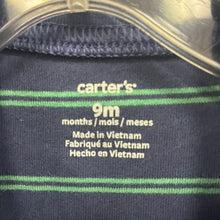 carter's®
9m
months / mois / meses
Made in Vietnam
Fabriqué au Vietnam
Hecho en Vietnam